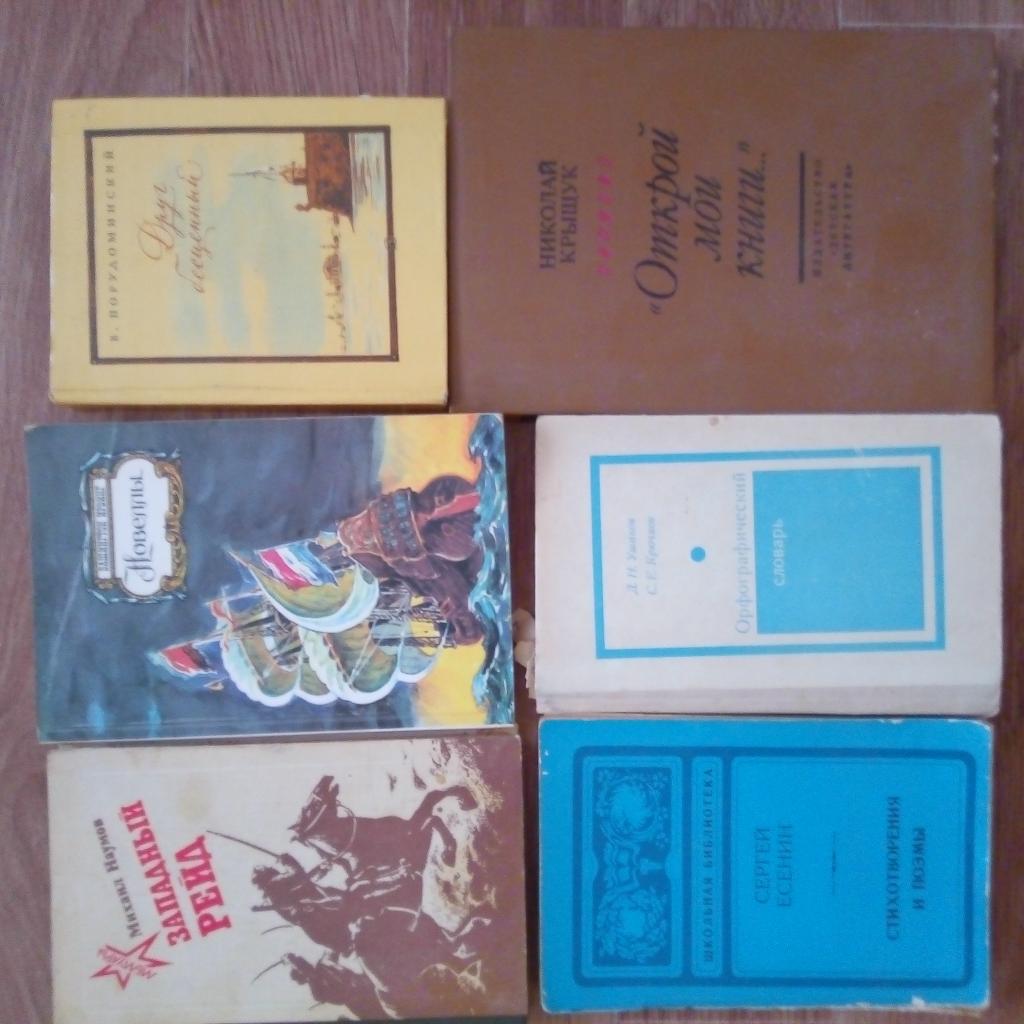 В. ПОРУДОМИНСКИЙ
Друг
бесценный
НИКОЛАЙ
КРЫЩУК
«Открой
мои
книги...»
ИЗДАТЕЛЬСТВО
«ДЕТСКАЯ
ЛИТЕРАТУРА»
Новеллы
Д. Н. Ушаков
С. Е. Крючков
Орфографический
словарь
Михаил Наумов
ЗАПАДНЫЙ
РЕЙД
ШКОЛЬНАЯ БИБЛИОТЕКА
СЕРГЕЙ
ЕСЕНИН
СТИХОТВОРЕНИЯ
И ПОЭМЫ